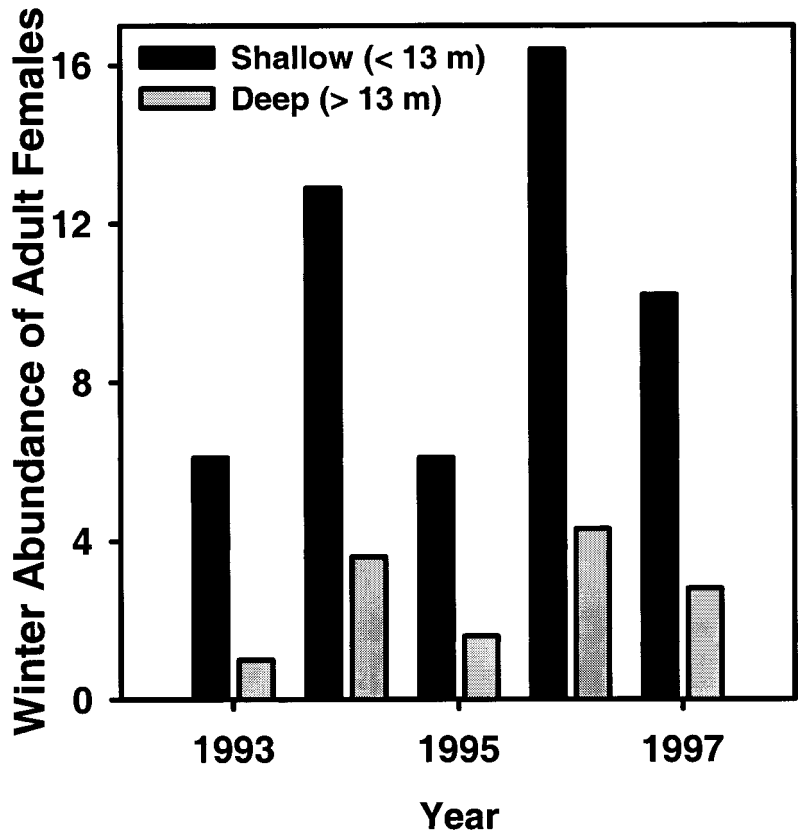 Winter Abundance of Adult Females
16
12
8
4
0
Shallow (< 13 m)
Deep (> 13 m)
1993 1995 1997
Year